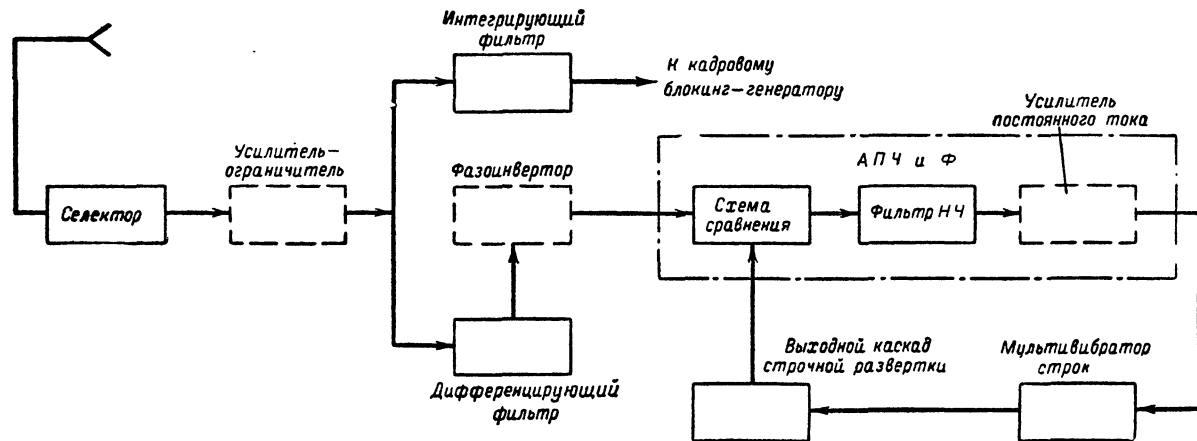 Интегрирующий
фильтр
К кадровому
блокинг-генератору
Усилитель
постоянного тока
Усилитель-
ограничитель
Фазоинвертор
АПЧ и Ф
Селектор
Схема
сравнения
Фильтр НЧ
Дифференцирующий
фильтр
Выходной каскад
строчной развертки
Мультивибратор
строк